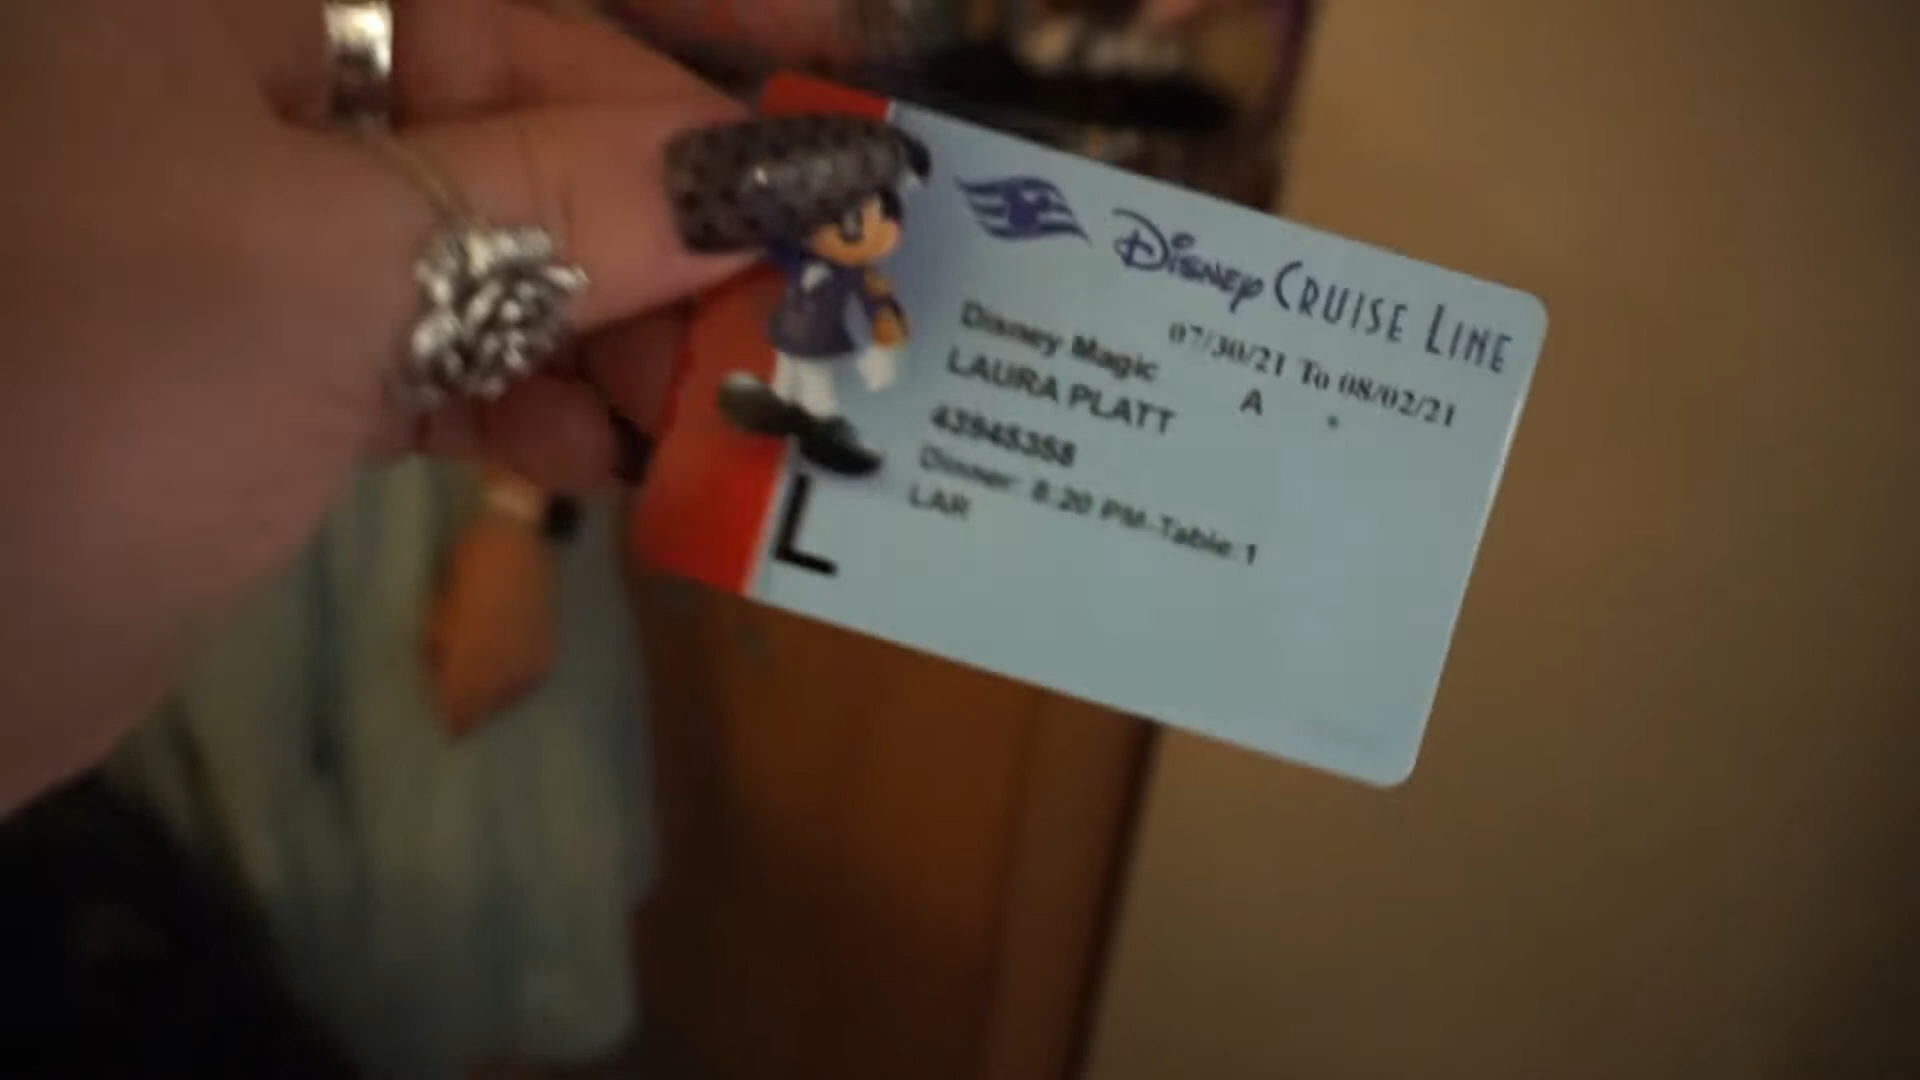 Disney CRUISE LINE
07/30/21 To 08/02/21
Disney Magic
LAURA PLATT A
43945358
Dinner: 8:20 PM-Table:1
LAR
L